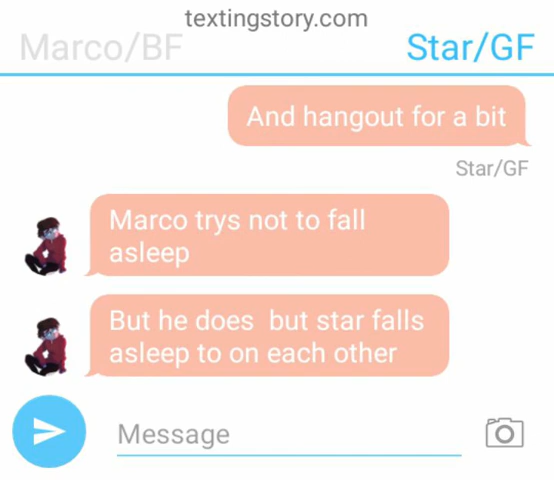 textingstory.com
Marco/BF
Star/GF
And hangout for a bit
Star/GF
Marco trys not to fall
asleep
But he does  but star falls
asleep to on each other
Message